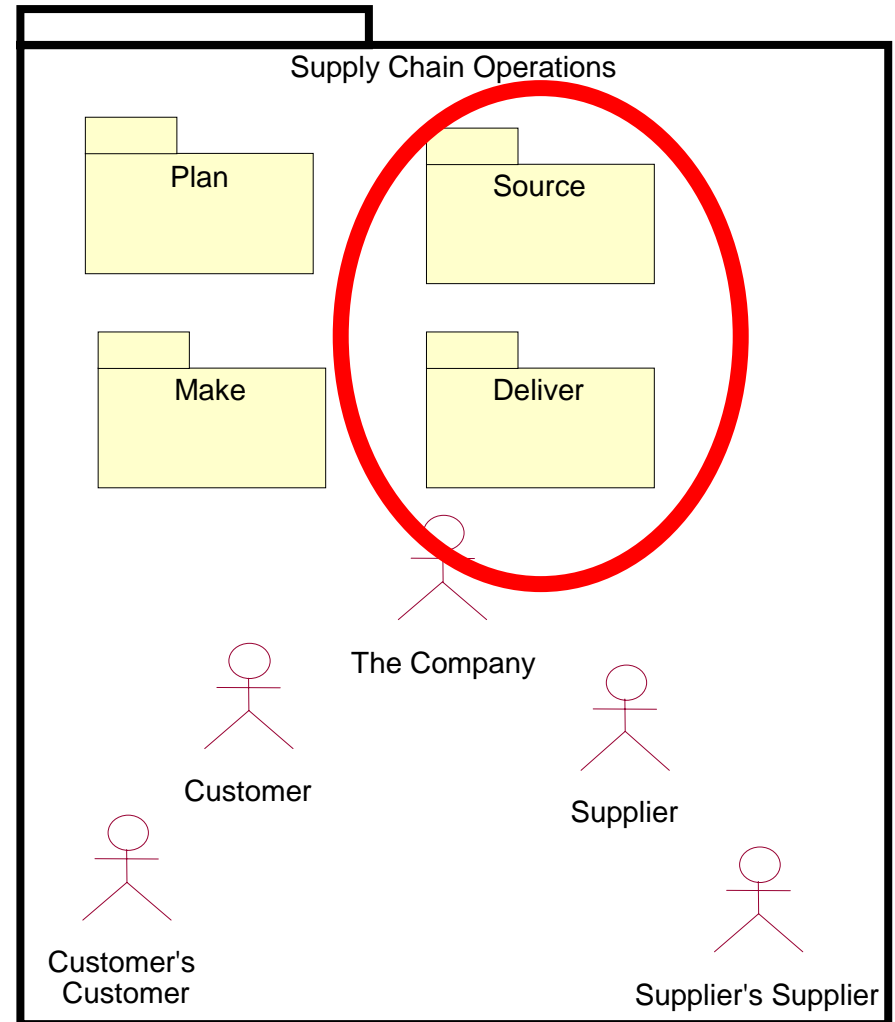 Supply Chain Operations
Plan
Source
Make
Deliver
The Company
Customer
Supplier
Customer's
Customer
Supplier's Supplier